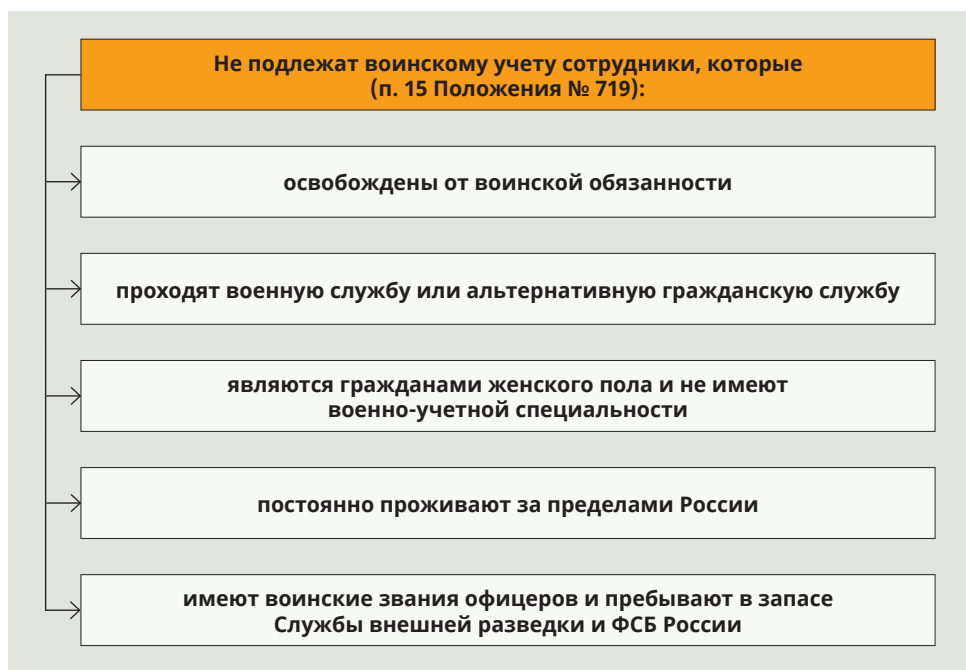 Не подлежат воинскому учету сотрудники, которые
(п. 15 Положения № 719):
освобождены от воинской обязанности
проходят военную службу или альтернативную гражданскую службу
являются гражданами женского пола и не имеют
военно-учетной специальности
постоянно проживают за пределами России
имеют воинские звания офицеров и пребывают в запасе
Службы внешней разведки и ФСБ России